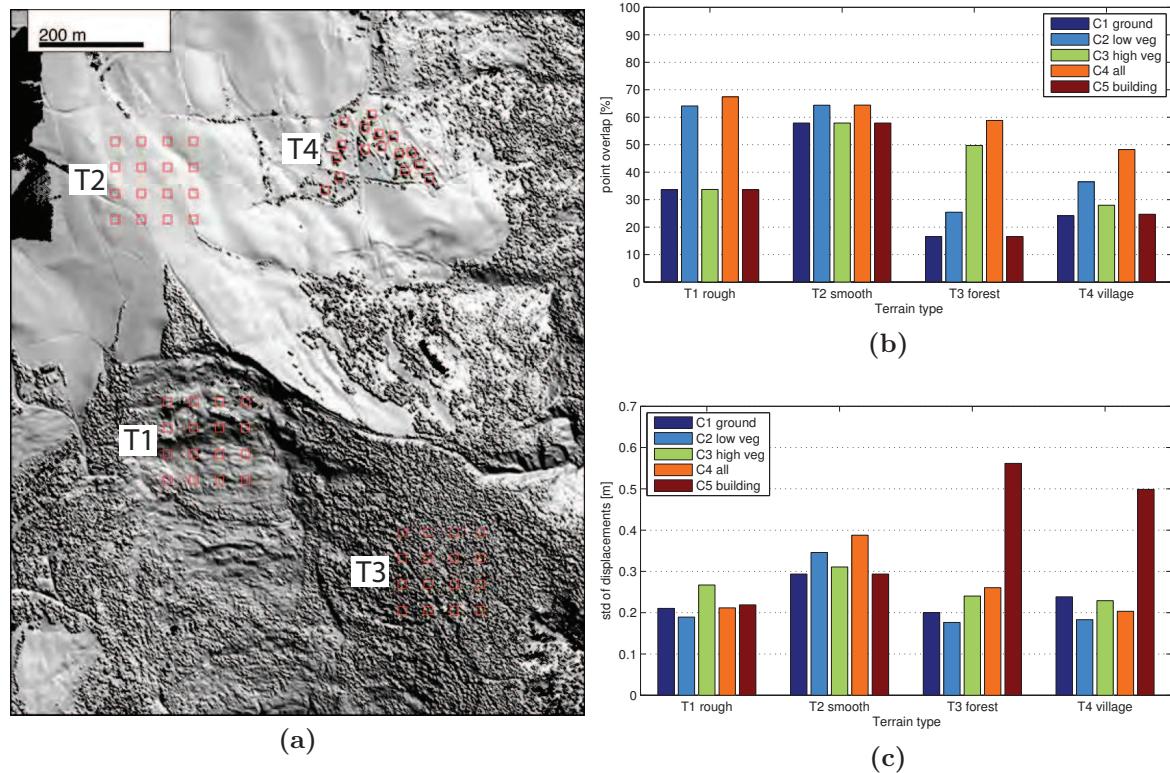 200 m
T4
T2
T1
T3
(a)
100
90
80
70
60
50
40
30
20
10
0
point overlap [%]
C1 ground
C2 low veg
C3 high veg
C4 all
C5 building
T1 rough
T2 smooth
T3 forest
T4 village
Terrain type
(b)
0.7
0.6
0.5
0.4
0.3
0.2
0.1
0
std of displacements [m]
C1 ground
C2 low veg
C3 high veg
C4 all
C5 building
T1 rough
T2 smooth
T3 forest
T4 village
Terrain type
(c)